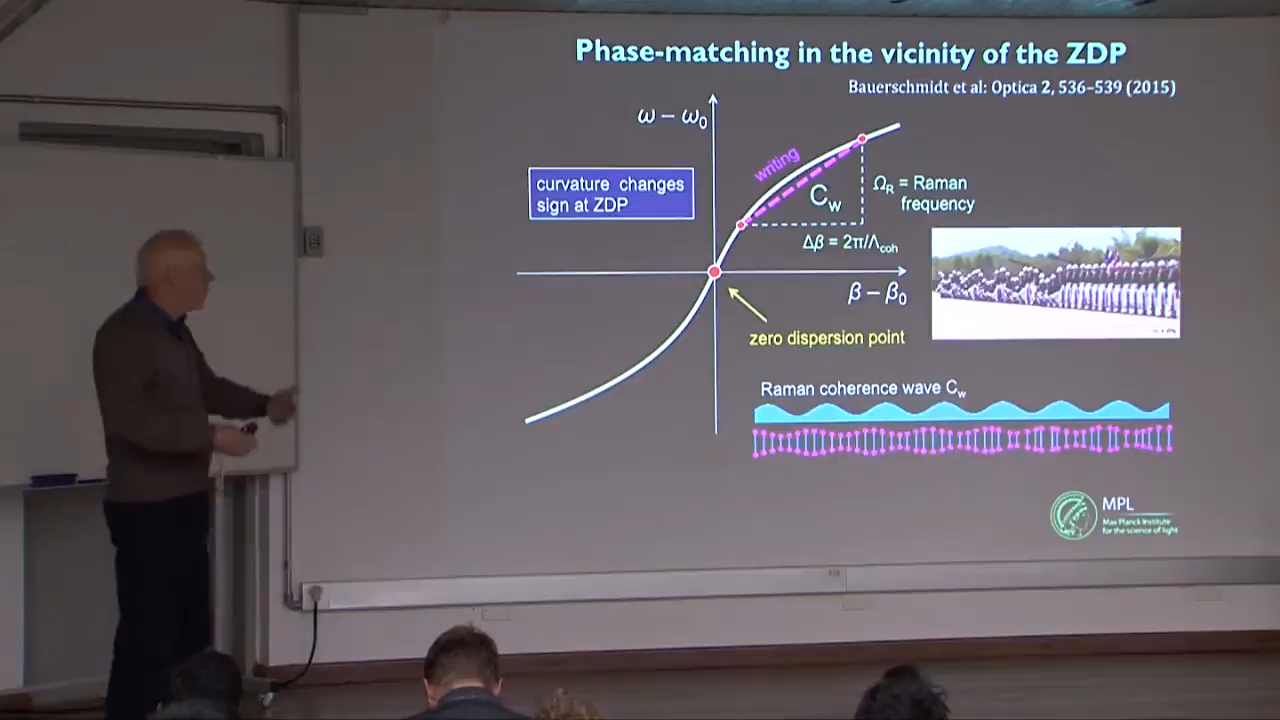 Phase-matching in the vicinity of the ZDP
Bauerschmidt et al: Optica 2, 536–539 (2015)
ω – ω₀
writing
curvature changes
sign at ZDP
C_w
Ω_R = Raman
frequency
Δβ = 2π/Λ_coh
β – β₀
zero dispersion point
Raman coherence wave C_w
MPL
Max Planck Institute
for the science of light